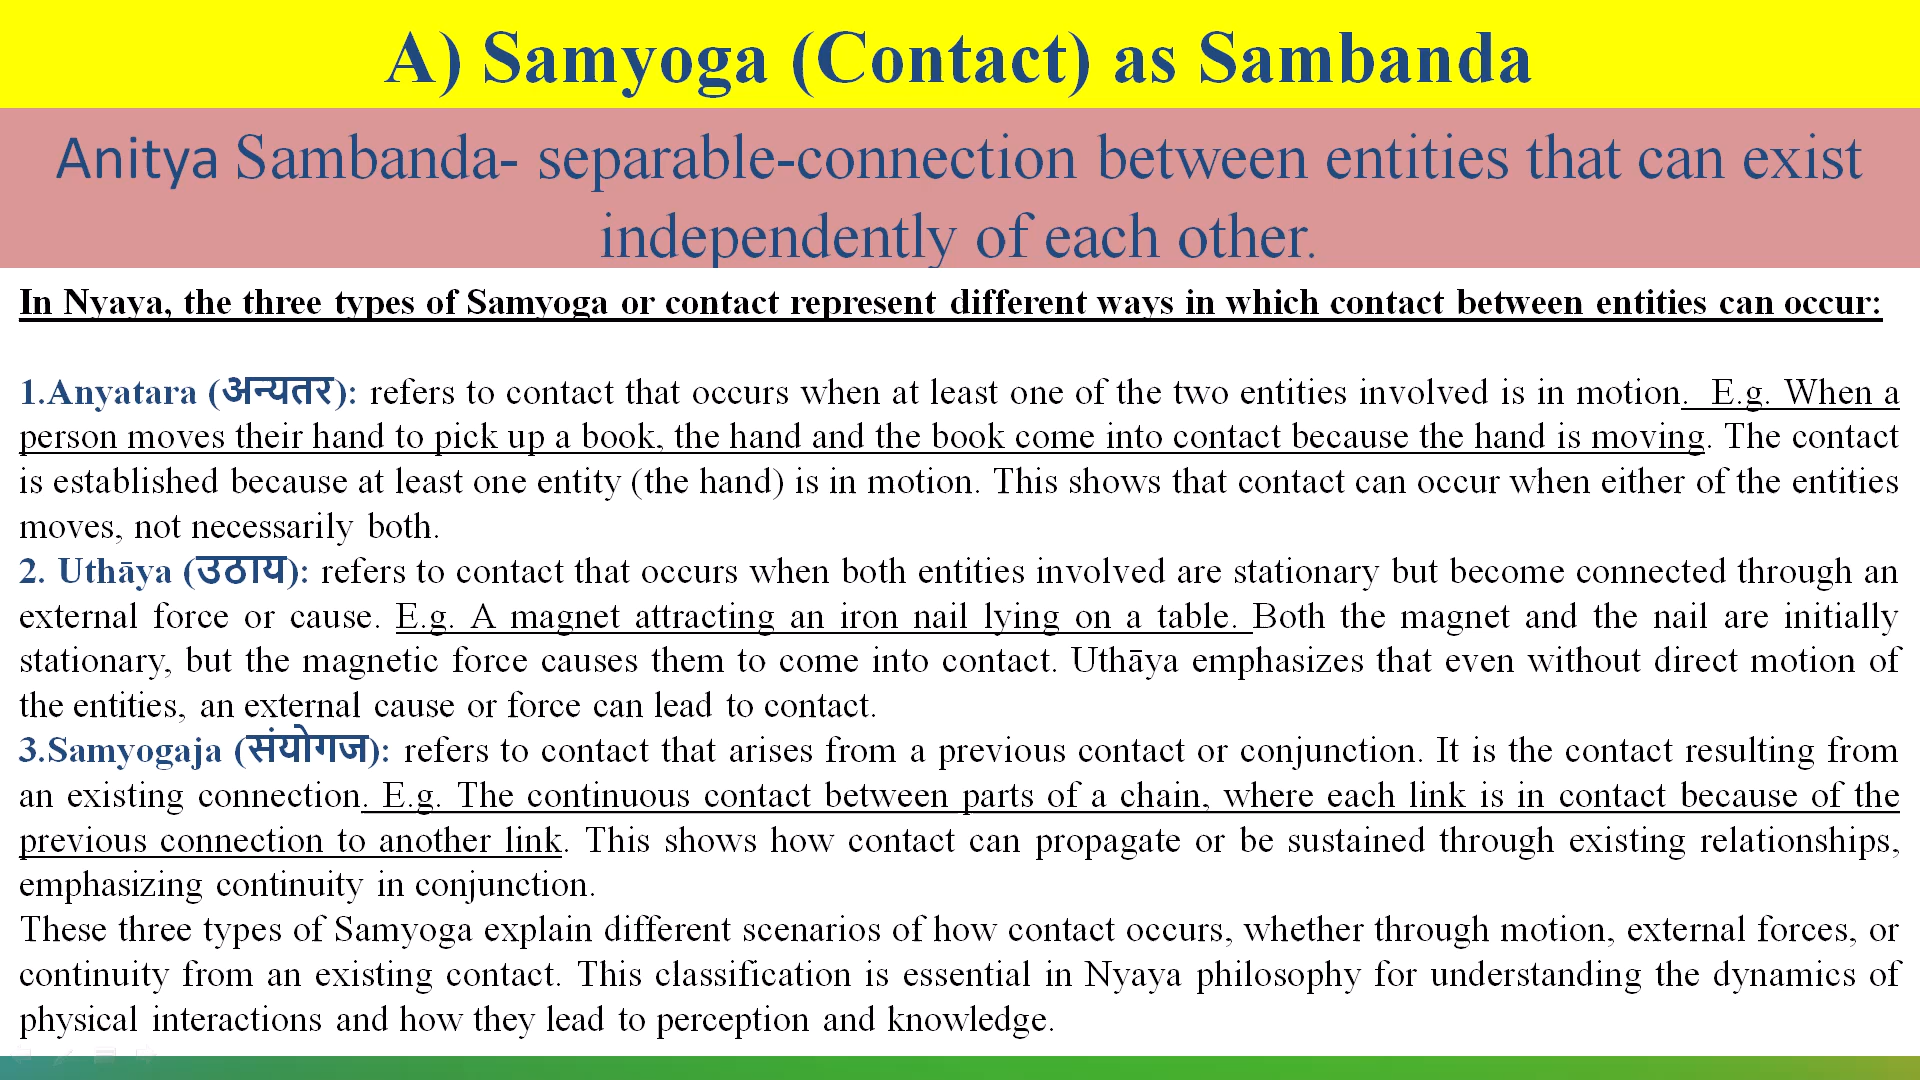 A) Samyoga (Contact) as Sambanda
Anitya Sambanda- separable-connection between entities that can exist
independently of each other.
In Nyaya, the three types of Samyoga or contact represent different ways in which contact between entities can occur:
1.Anyatara (अन्यतर): refers to contact that occurs when at least one of the two entities involved is in motion. E.g. When a
person moves their hand to pick up a book, the hand and the book come into contact because the hand is moving. The contact
is established because at least one entity (the hand) is in motion. This shows that contact can occur when either of the entities
moves, not necessarily both.
2. Uthāya (उठाय): refers to contact that occurs when both entities involved are stationary but become connected through an
external force or cause. E.g. A magnet attracting an iron nail lying on a table. Both the magnet and the nail are initially
stationary, but the magnetic force causes them to come into contact. Uthāya emphasizes that even without direct motion of
the entities, an external cause or force can lead to contact.
3.Samyogaja (संयोगज): refers to contact that arises from a previous contact or conjunction. It is the contact resulting from
an existing connection. E.g. The continuous contact between parts of a chain, where each link is in contact because of the
previous connection to another link. This shows how contact can propagate or be sustained through existing relationships,
emphasizing continuity in conjunction.
These three types of Samyoga explain different scenarios of how contact occurs, whether through motion, external forces, or
continuity from an existing contact. This classification is essential in Nyaya philosophy for understanding the dynamics of
physical interactions and how they lead to perception and knowledge.